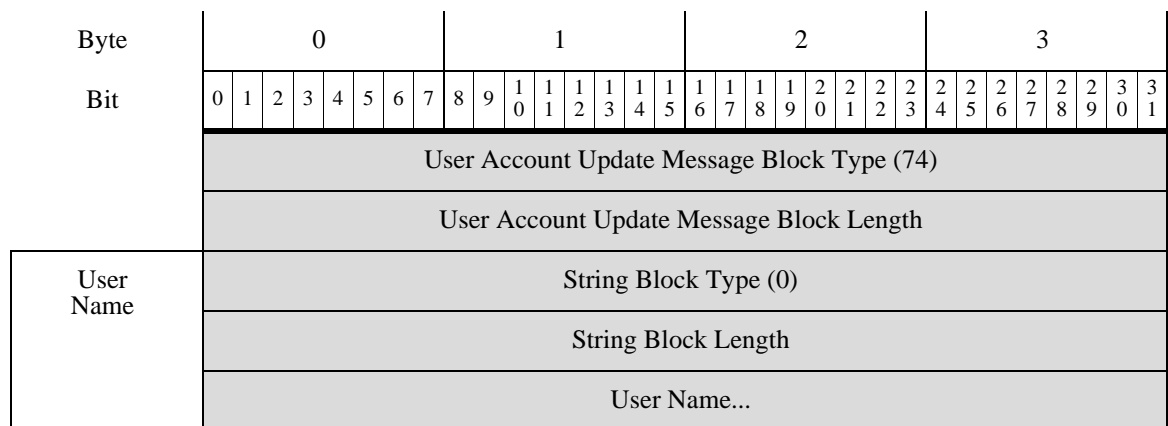 Byte 0 1 2 3
Bit 0 1 2 3 4 5 6 7 8 9 10 11 12 13 14 15 16 17 18 19 20 21 22 23 24 25 26 27 28 29 30 31
User Account Update Message Block Type (74)
User Account Update Message Block Length
User
Name
String Block Type (0)
String Block Length
User Name...